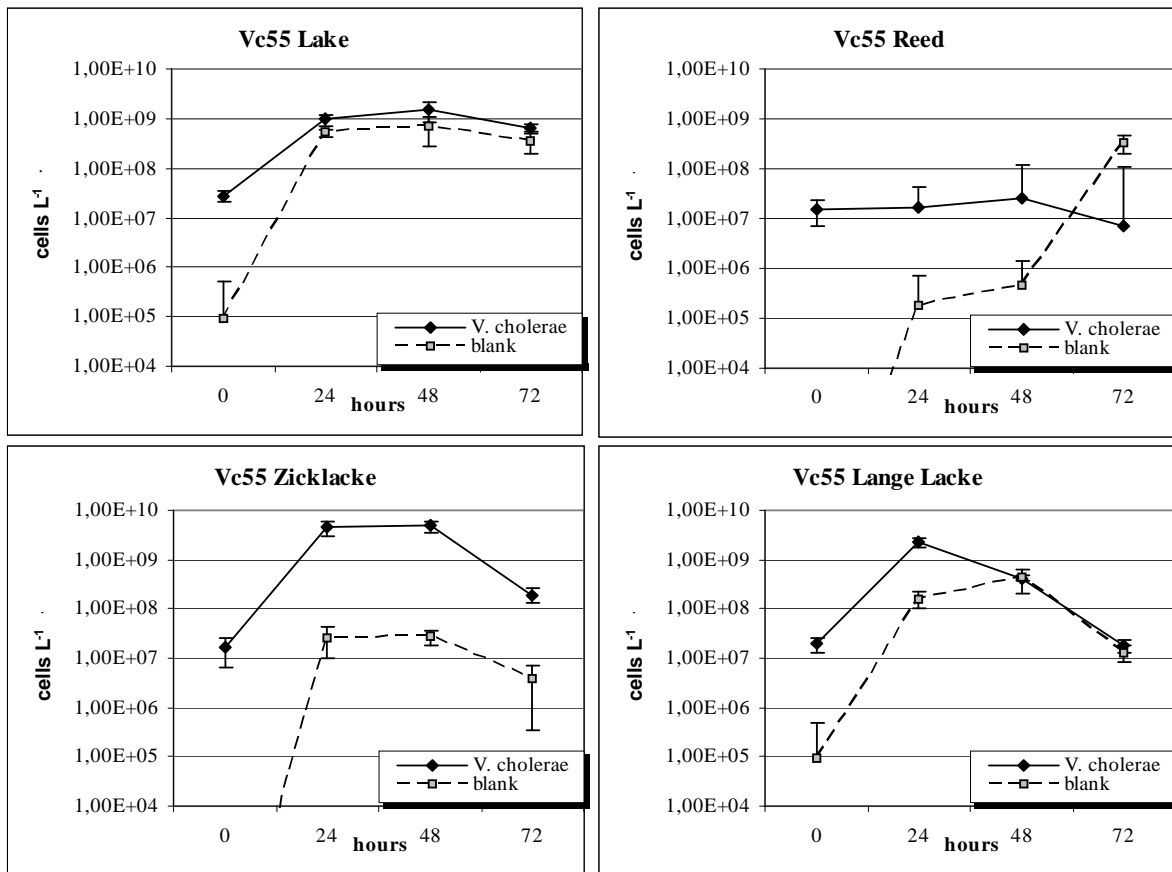 Vc55 Lake
1,00E+10
1,00E+09
1,00E+08
1,00E+07
1,00E+06
1,00E+05
1,00E+04
cells L⁻¹
0 24 48 72
hours
V. cholerae
blank
Vc55 Reed
1,00E+10
1,00E+09
1,00E+08
1,00E+07
1,00E+06
1,00E+05
1,00E+04
cells L⁻¹
0 24 48 72
hours
V. cholerae
blank
Vc55 Zicklacke
1,00E+10
1,00E+09
1,00E+08
1,00E+07
1,00E+06
1,00E+05
1,00E+04
cells L⁻¹
0 24 48 72
hours
V. cholerae
blank
Vc55 Lange Lacke
1,00E+10
1,00E+09
1,00E+08
1,00E+07
1,00E+06
1,00E+05
1,00E+04
cells L⁻¹
0 24 48 72
hours
V. cholerae
blank